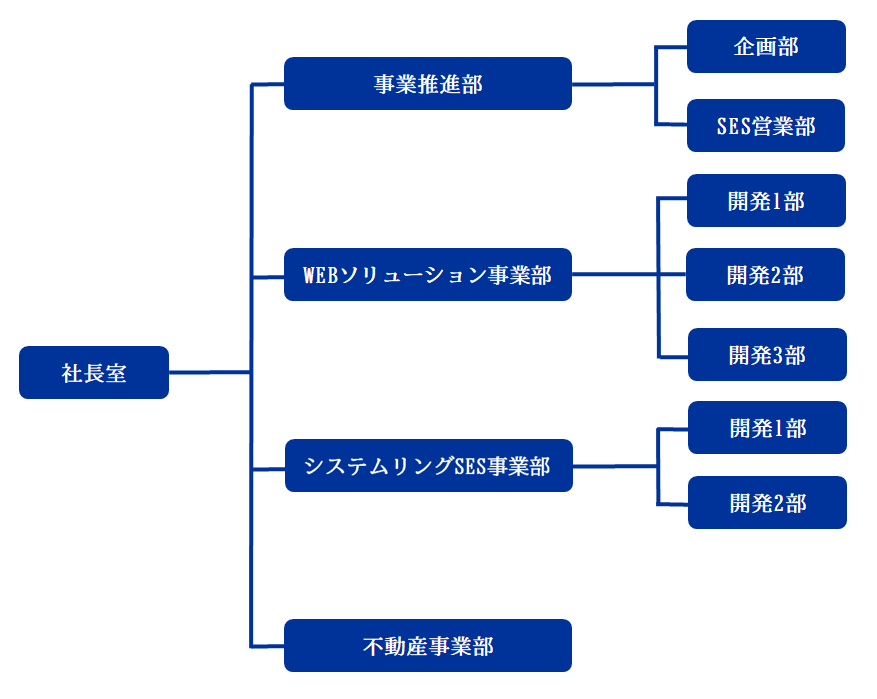 社長室
事業推進部
企画部
SES営業部
WEBソリューション事業部
開発1部
開発2部
開発3部
システムリングSES事業部
開発1部
開発2部
不動産事業部